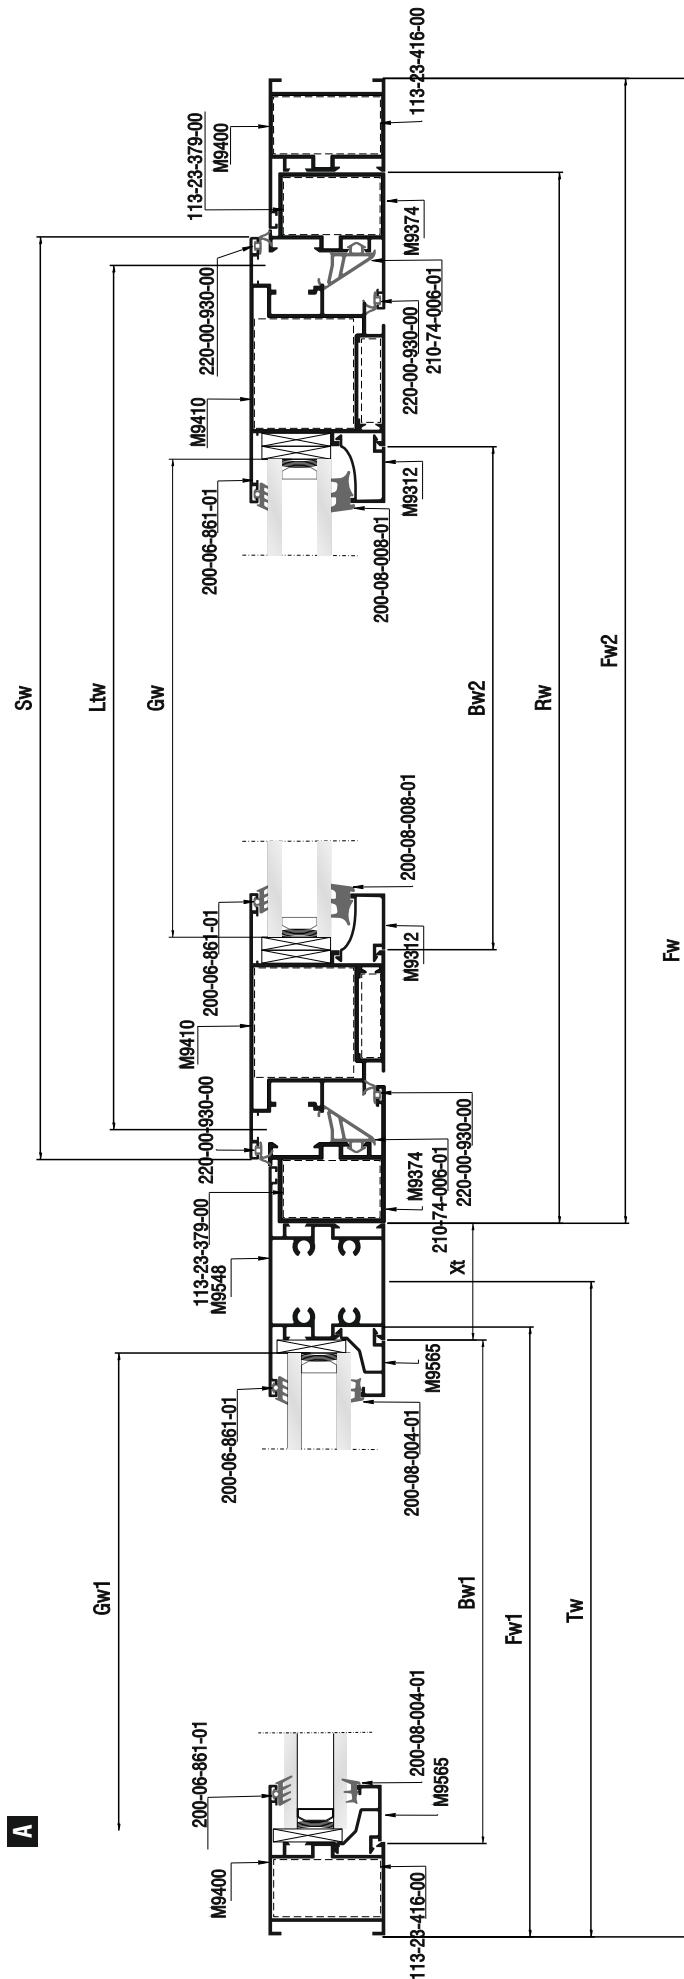 A
Sw
Gw1
Ltw
Gw
200-06-861-01
M9400
200-06-861-01
113-23-379-00
M9548
220-00-930-00
M9410
200-06-861-01
200-06-861-01
M9410
220-00-930-00
113-23-379-00
M9400
113-23-416-00
200-08-004-01
M9565
200-08-004-01
M9565
M9374
210-74-006-01
220-00-930-00
M9312
200-08-008-01
200-08-008-01
M9312
220-00-930-00
210-74-006-01
M9374
113-23-416-00
Xt
Bw1
Bw2
Fw1
Rw
Tw
Fw2
Fw